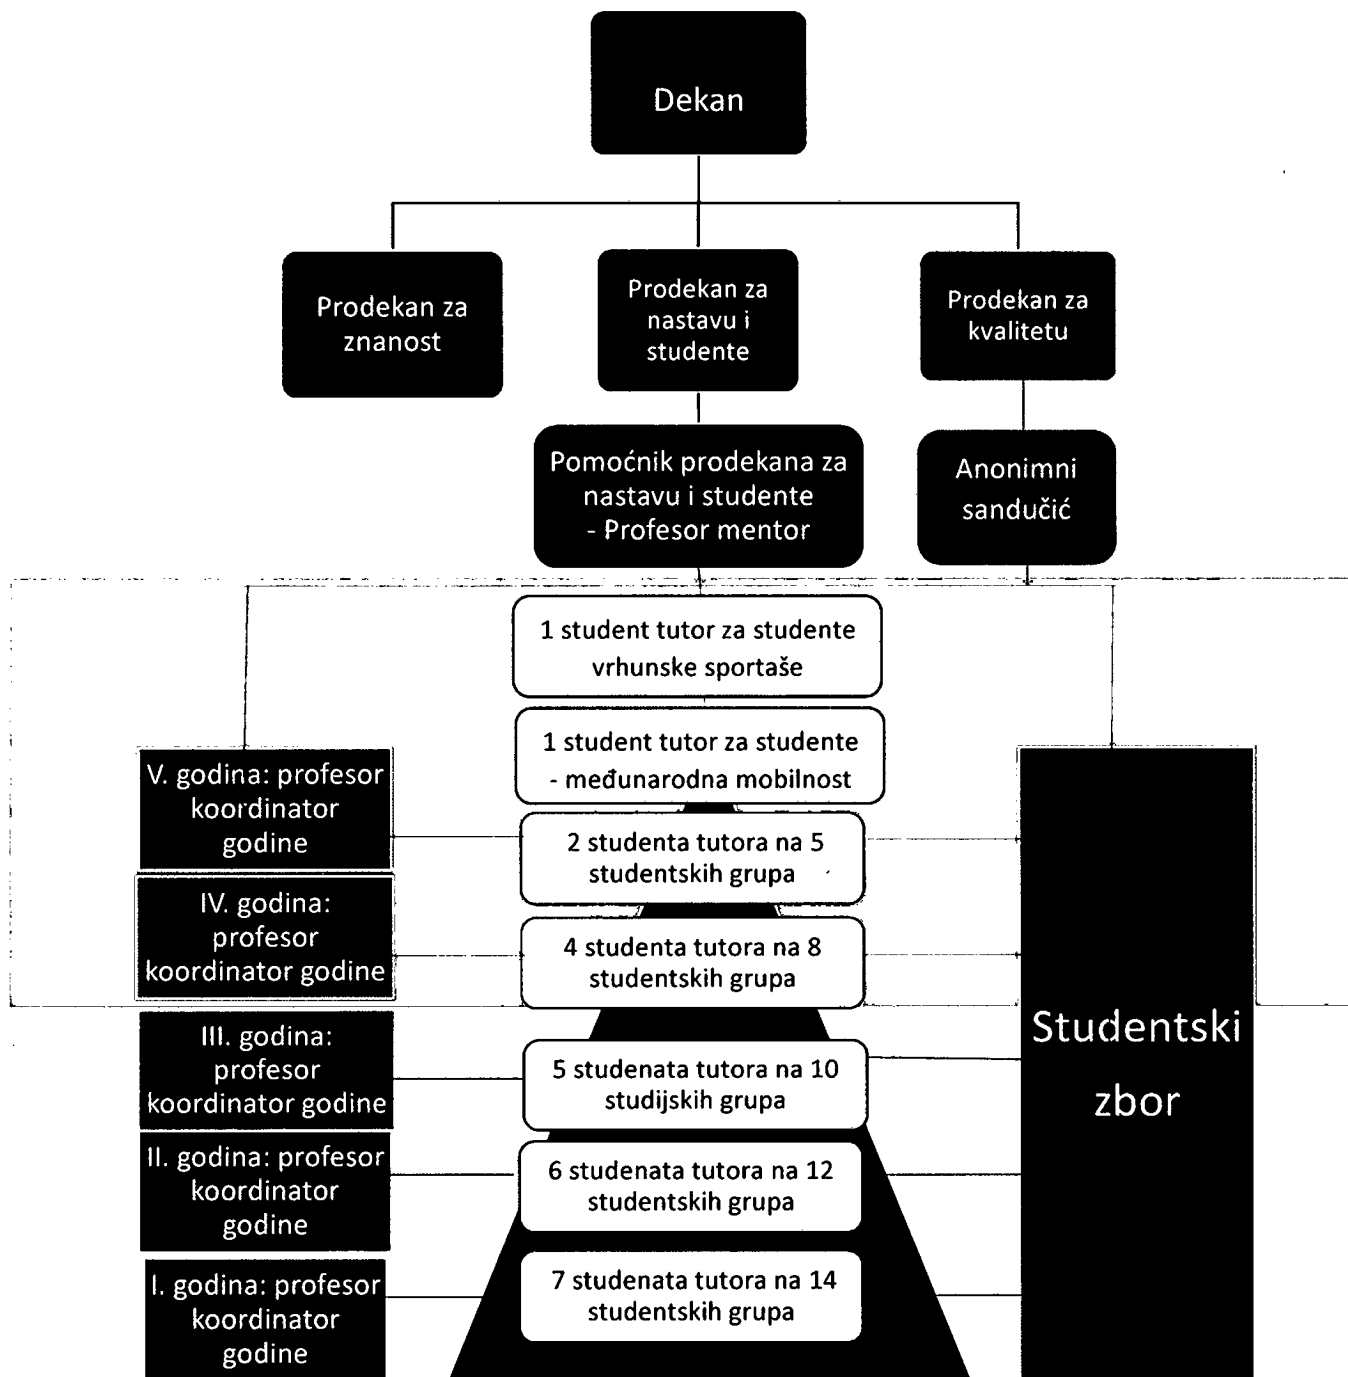 Dekan
Prodekan za
znanost
Prodekan za
nastavu i
studente
Prodekan za
kvalitetu
Pomoćnik prodekana za
nastavu i studente
- Profesor mentor
Anonimni
sandučić
1 student tutor za studente
vrhunske sportaše
1 student tutor za studente
- međunarodna mobilnost
V. godina: profesor
koordinator
godine
2 studenta tutora na 5
studentskih grupa
IV. godina:
profesor
koordinator godine
4 studenta tutora na 8
studentskih grupa
III. godina:
profesor
koordinator godine
5 studenata tutora na 10
studijskih grupa
II. godina: profesor
koordinator
godine
6 studenata tutora na 12
studentskih grupa
I. godina: profesor
koordinator
godine
7 studenata tutora na 14
studentskih grupa
Studentski
zbor